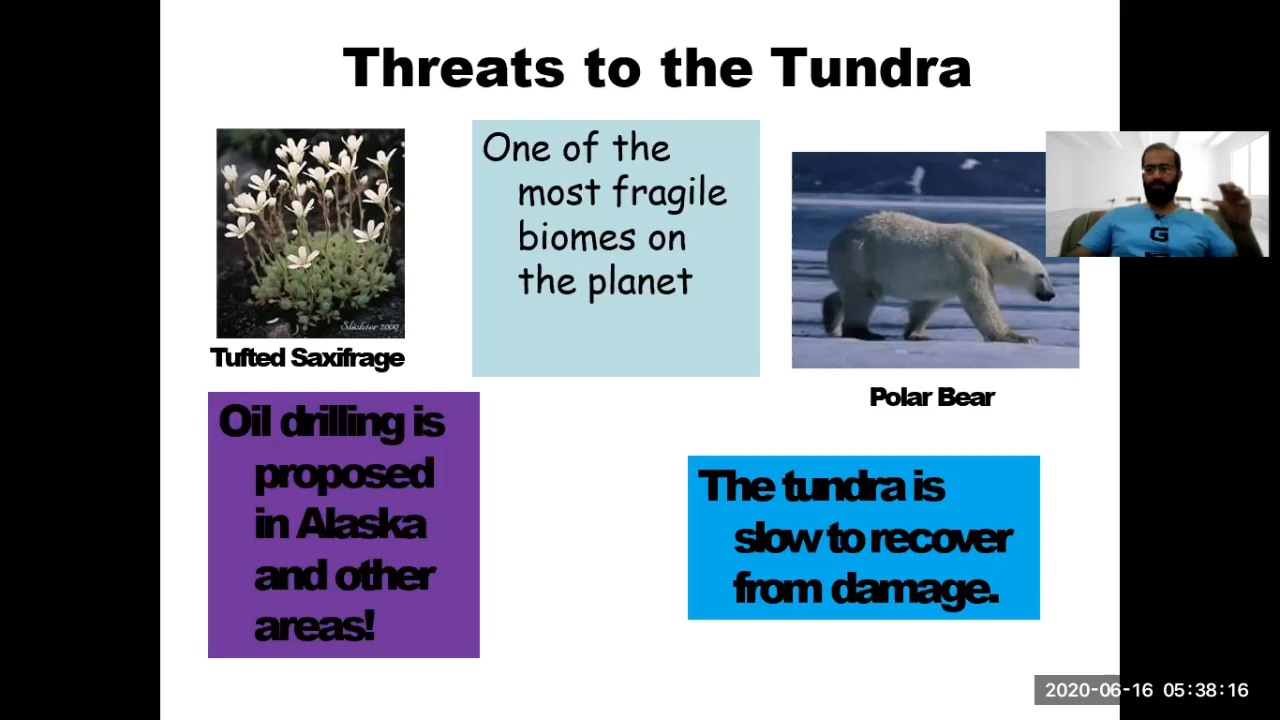 Threats to the Tundra
One of the
most fragile
biomes on
the planet
Slichter 2000
Tufted Saxifrage
Polar Bear
Oil drilling is
proposed
in Alaska
and other
areas!
The tundra is
slow to recover
from damage.
G
2020-06-16 05:38:16